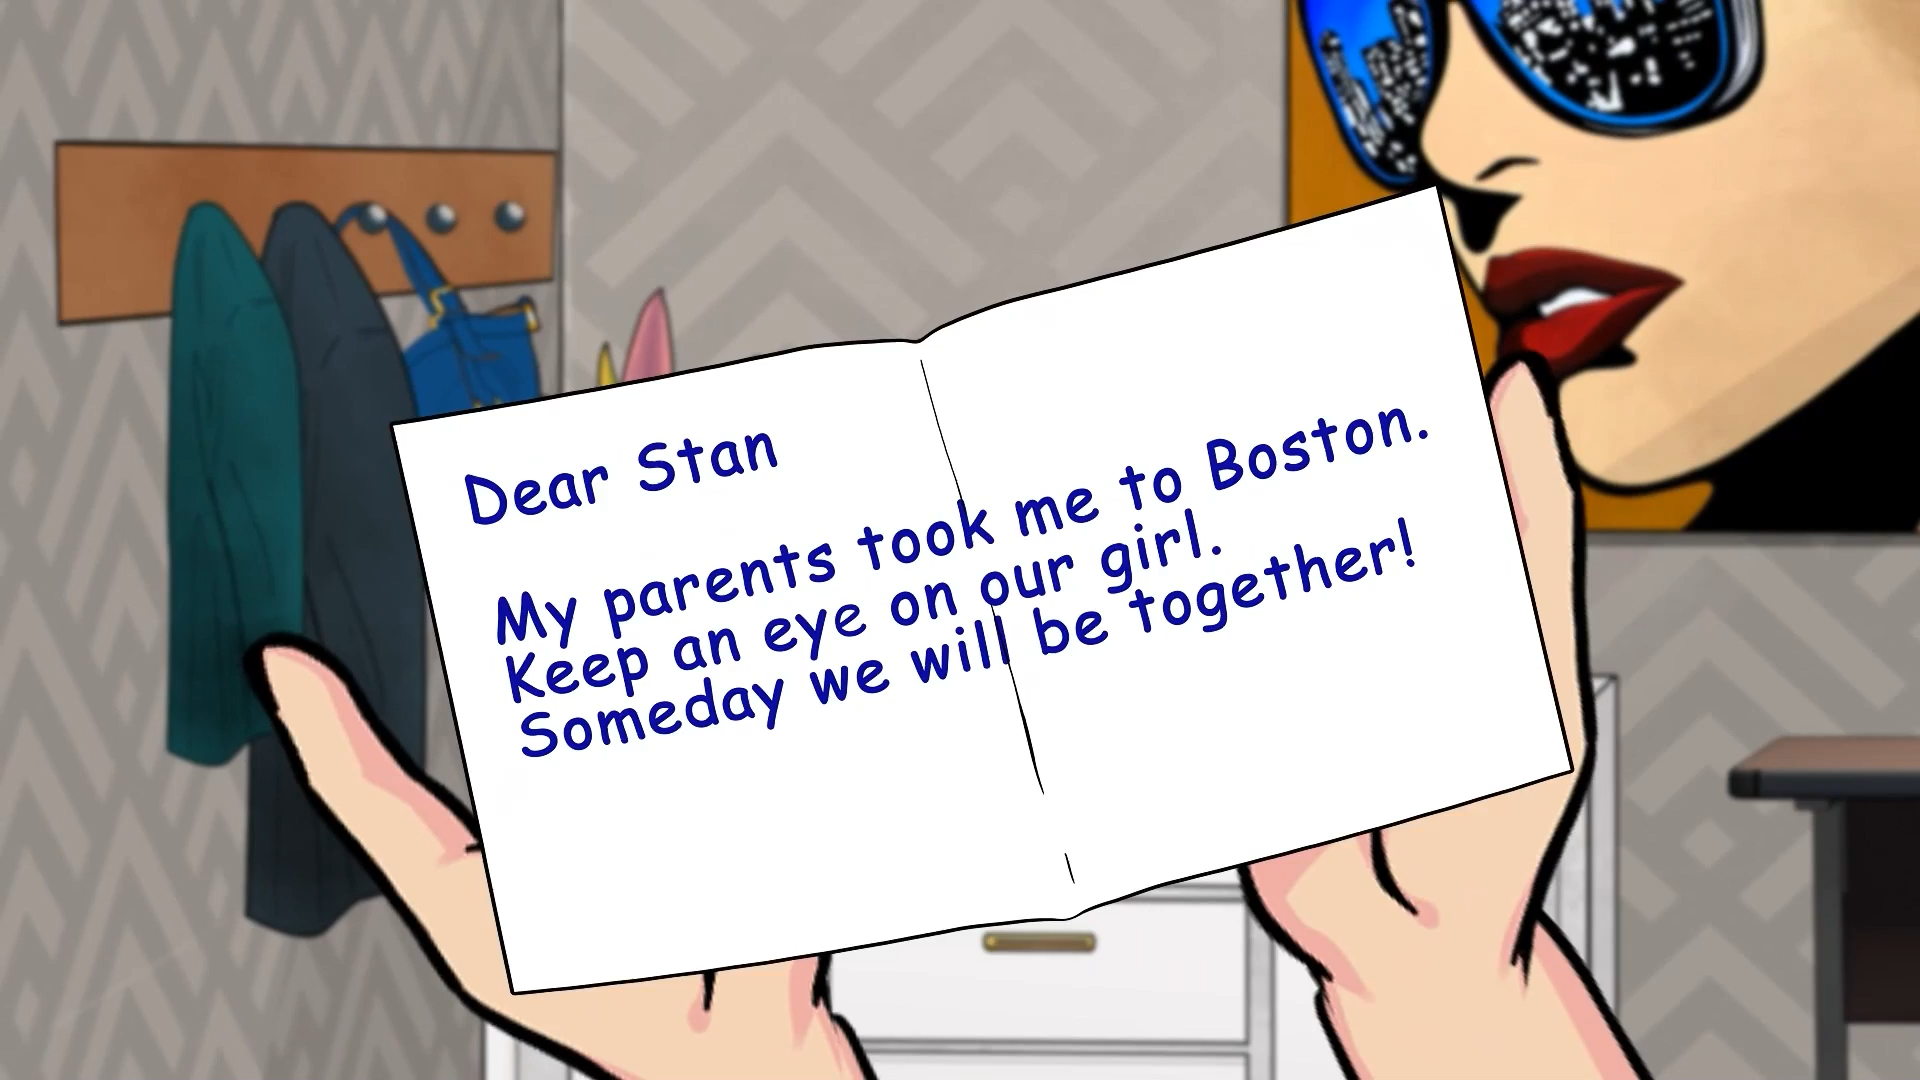 Dear Stan
My parents took me to Boston.
Keep an eye on our girl.
Someday we will be together!